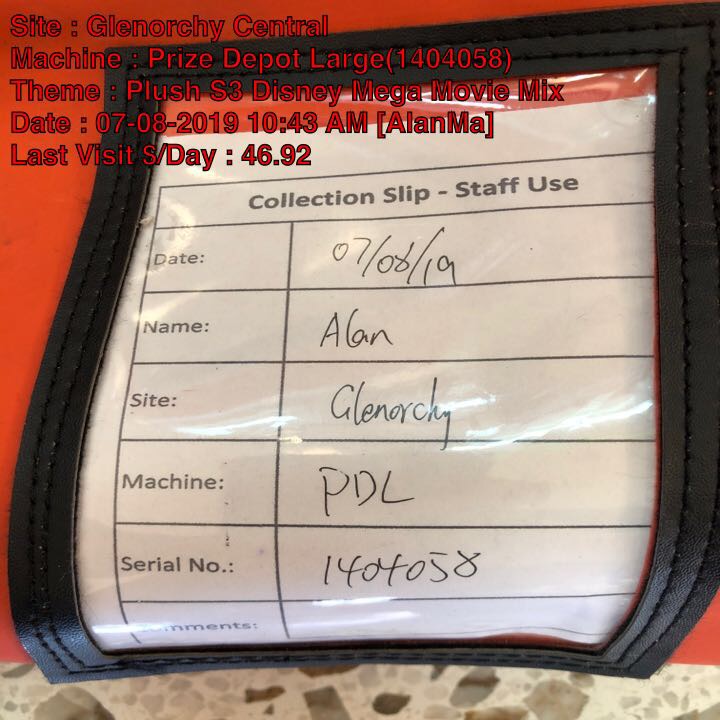 Site : Glenorchy Central
Machine : Prize Depot Large(1404058)
Theme : Plush S3 Disney Mega Movie Mix
Date : 07-08-2019 10:43 AM [AlanMa]
Last Visit $/Day : 46.92
Collection Slip - Staff Use
Date: 07/08/19
Name: Alan
Site: Glenorchy
Machine: PDL
Serial No.: 1404058
Comments: